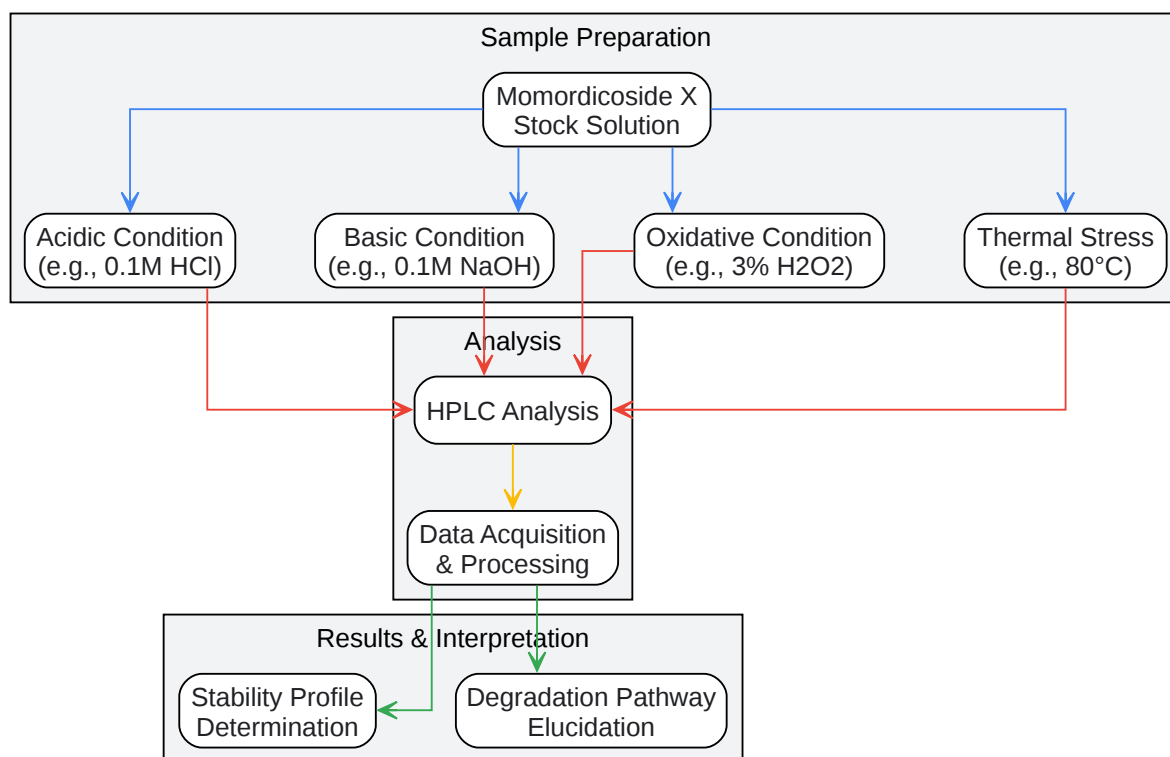 Sample Preparation
Momordicoside X
Stock Solution
Acidic Condition
(e.g., 0.1M HCl)
Basic Condition
(e.g., 0.1M NaOH)
Oxidative Condition
(e.g., 3% H2O2)
Thermal Stress
(e.g., 80°C)
Analysis
HPLC Analysis
Data Acquisition
& Processing
Results & Interpretation
Stability Profile
Determination
Degradation Pathway
Elucidation